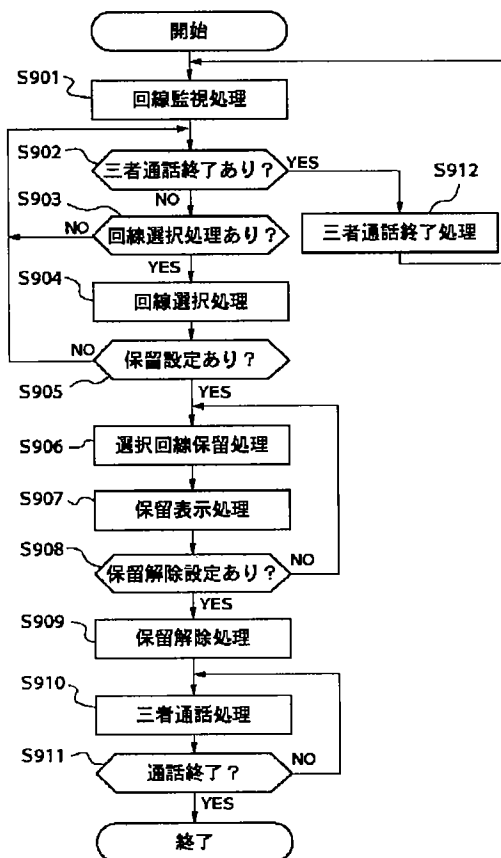 開始
S901
回線監視処理
S902
三者通話終了あり?
YES
NO
S912
三者通話終了処理
S903
回線選択処理あり?
NO
YES
S904
回線選択処理
保留設定あり?
NO
S905
YES
S906
選択回線保留処理
S907
保留表示処理
S908
保留解除設定あり?
NO
YES
S909
保留解除処理
S910
三者通話処理
S911
通話終了?
NO
YES
終了